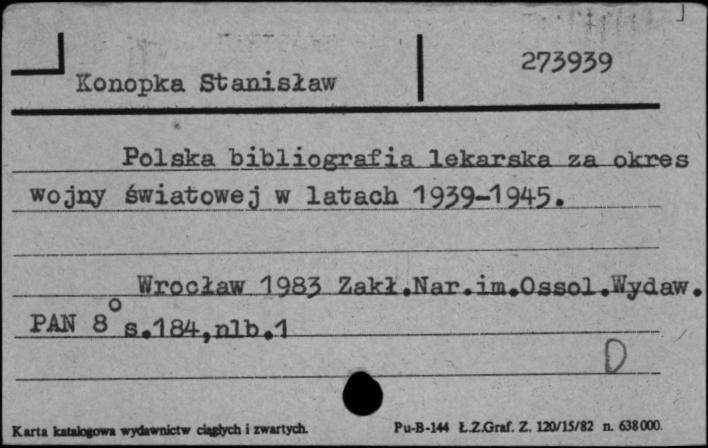 273939
Konopka Stanisław
Polska bibliografia lekarska za okres
wojny światowej w latach 1939-1945.
Wrocław 1983 Zakł.Nar.im.Ossol.Wydaw.
PAN 8° s.184,nlb.1
D
Karta katalogowa wydawnictw ciągłych i zwartych. Pu-B-144 Ł.Z.Graf. Z. 120/15/82 n. 638000.